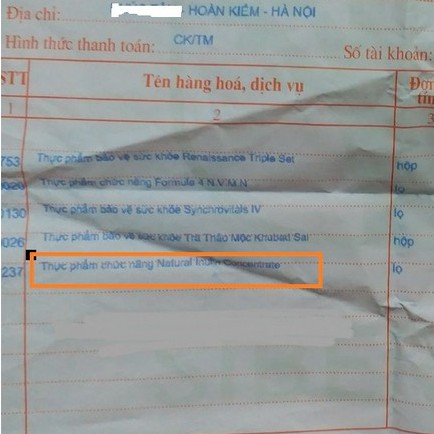 Địa chỉ: - HOÀN KIẾM - HÀ NỘI
Hình thức thanh toán: CK/TM Số tài khoản:
STT Tên hàng hoá, dịch vụ Đơn
1 2 3
753 Thực phẩm bảo vệ sức khỏe Renaissance Triple Set hộp
Thực phẩm chức năng Formula 4 N.V.M.N lọ
0130 Thực phẩm bảo vệ sức khỏe Synchrovitals IV lọ
0026 Thực phẩm bảo vệ sức khỏe Trà Thảo Mộc Khabad Sai hộp
237 Thực phẩm chức năng Natural Inulin Concentrate lọ